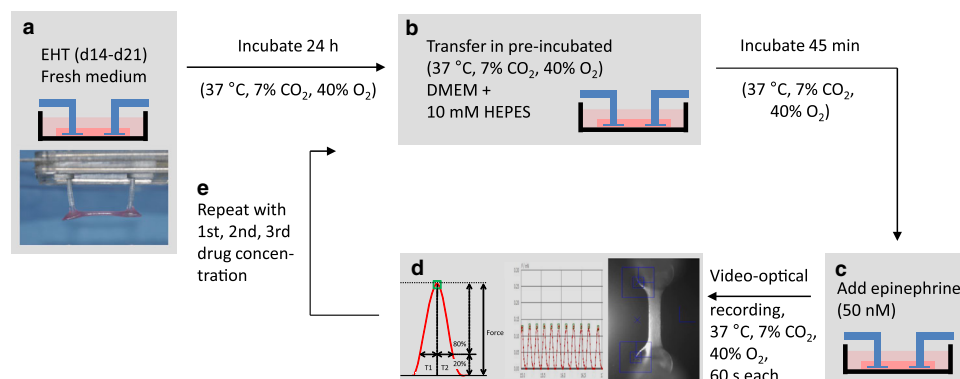 a
EHT (d14-d21)
Fresh medium
Incubate 24 h
(37 °C, 7% CO₂, 40% O₂)
b
Transfer in pre-incubated
(37 °C, 7% CO₂, 40% O₂)
DMEM +
10 mM HEPES
Incubate 45 min
(37 °C, 7% CO₂,
40% O₂)
c
Add epinephrine
(50 nM)
Video-optical
recording,
37 °C, 7% CO₂,
40% O₂,
60 s each
d
Force
80%
20%
T1
T2
e
Repeat with
1st, 2nd, 3rd
drug concen-
tration